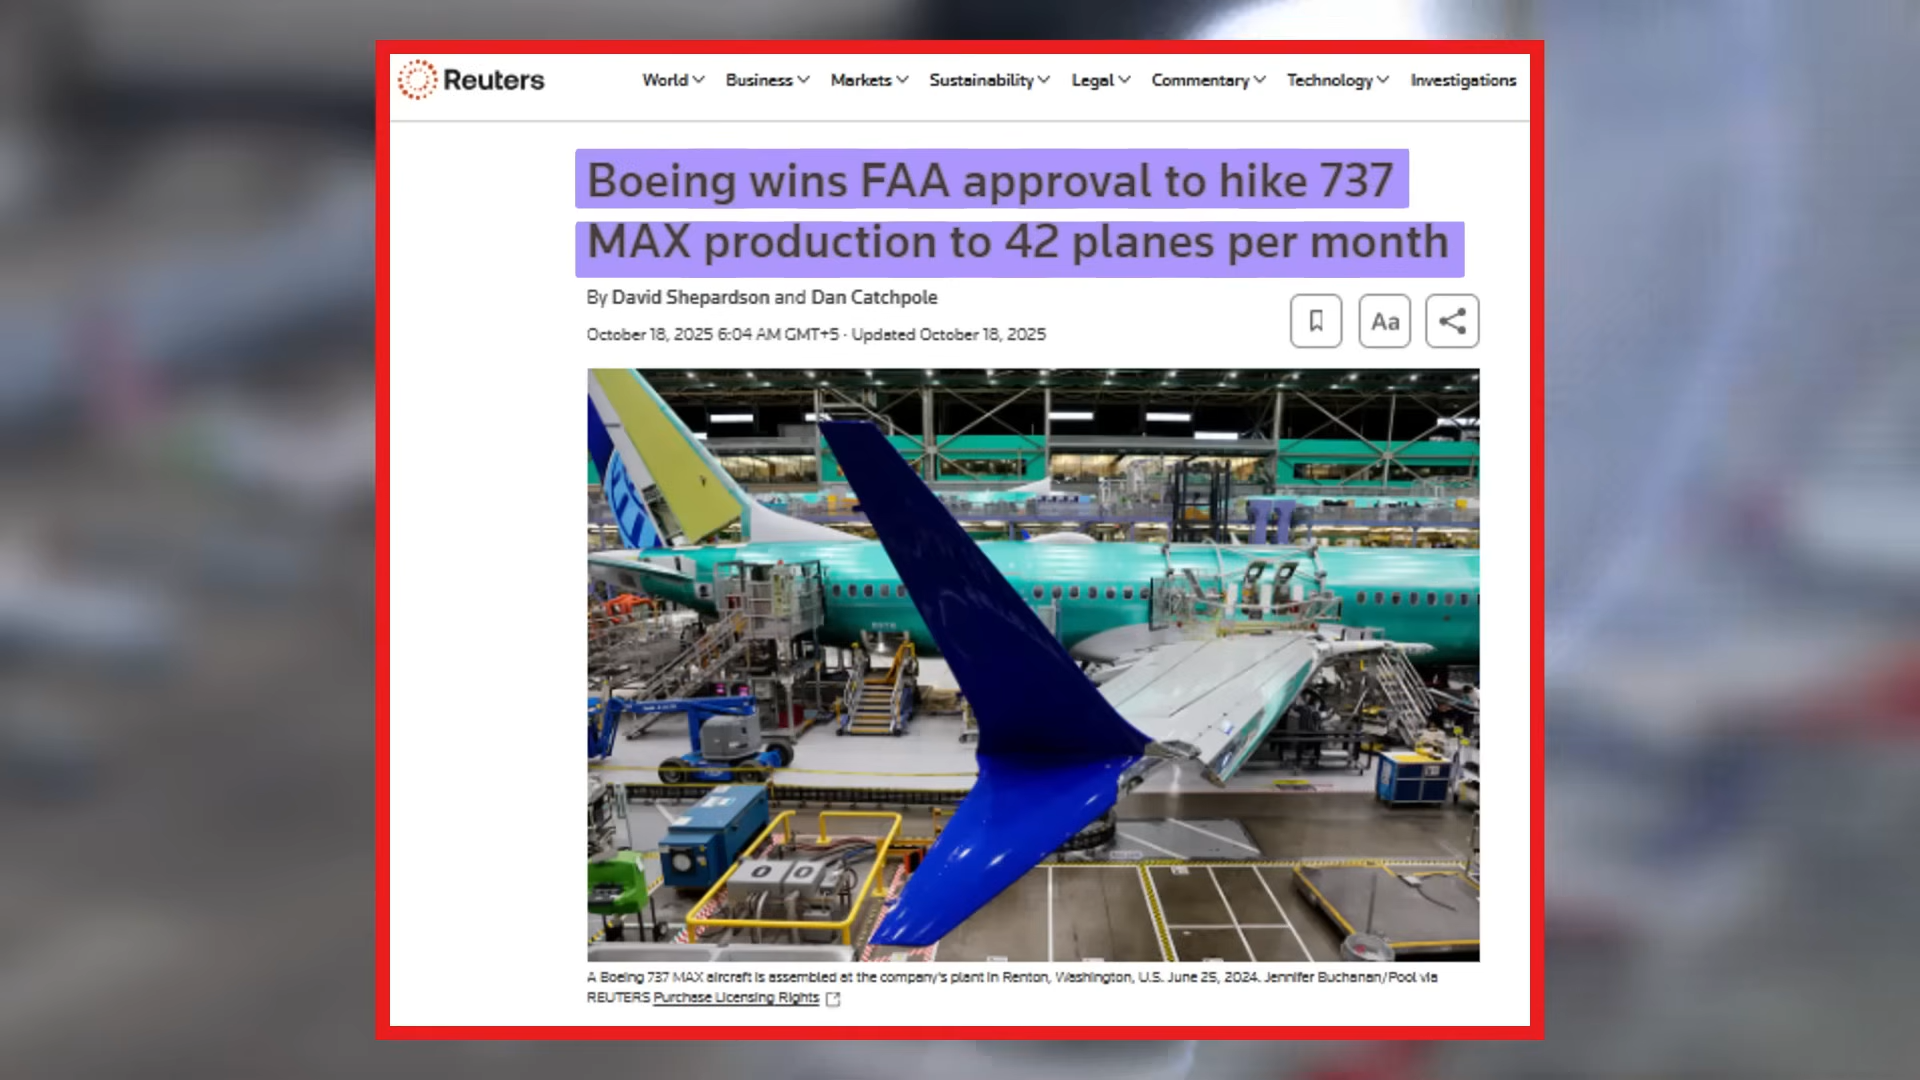 Reuters
World Business Markets Sustainability Legal Commentary Technology Investigations
Boeing wins FAA approval to hike 737
MAX production to 42 planes per month
By David Shepardson and Dan Catchpole
October 18, 2025 6:04 AM GMT+5 · Updated October 18, 2025
Aa
A Boeing 737 MAX aircraft is assembled at the company's plant in Renton, Washington, U.S. June 25, 2024. Jennifer Buchanan/Pool via
REUTERS Purchase Licensing Rights